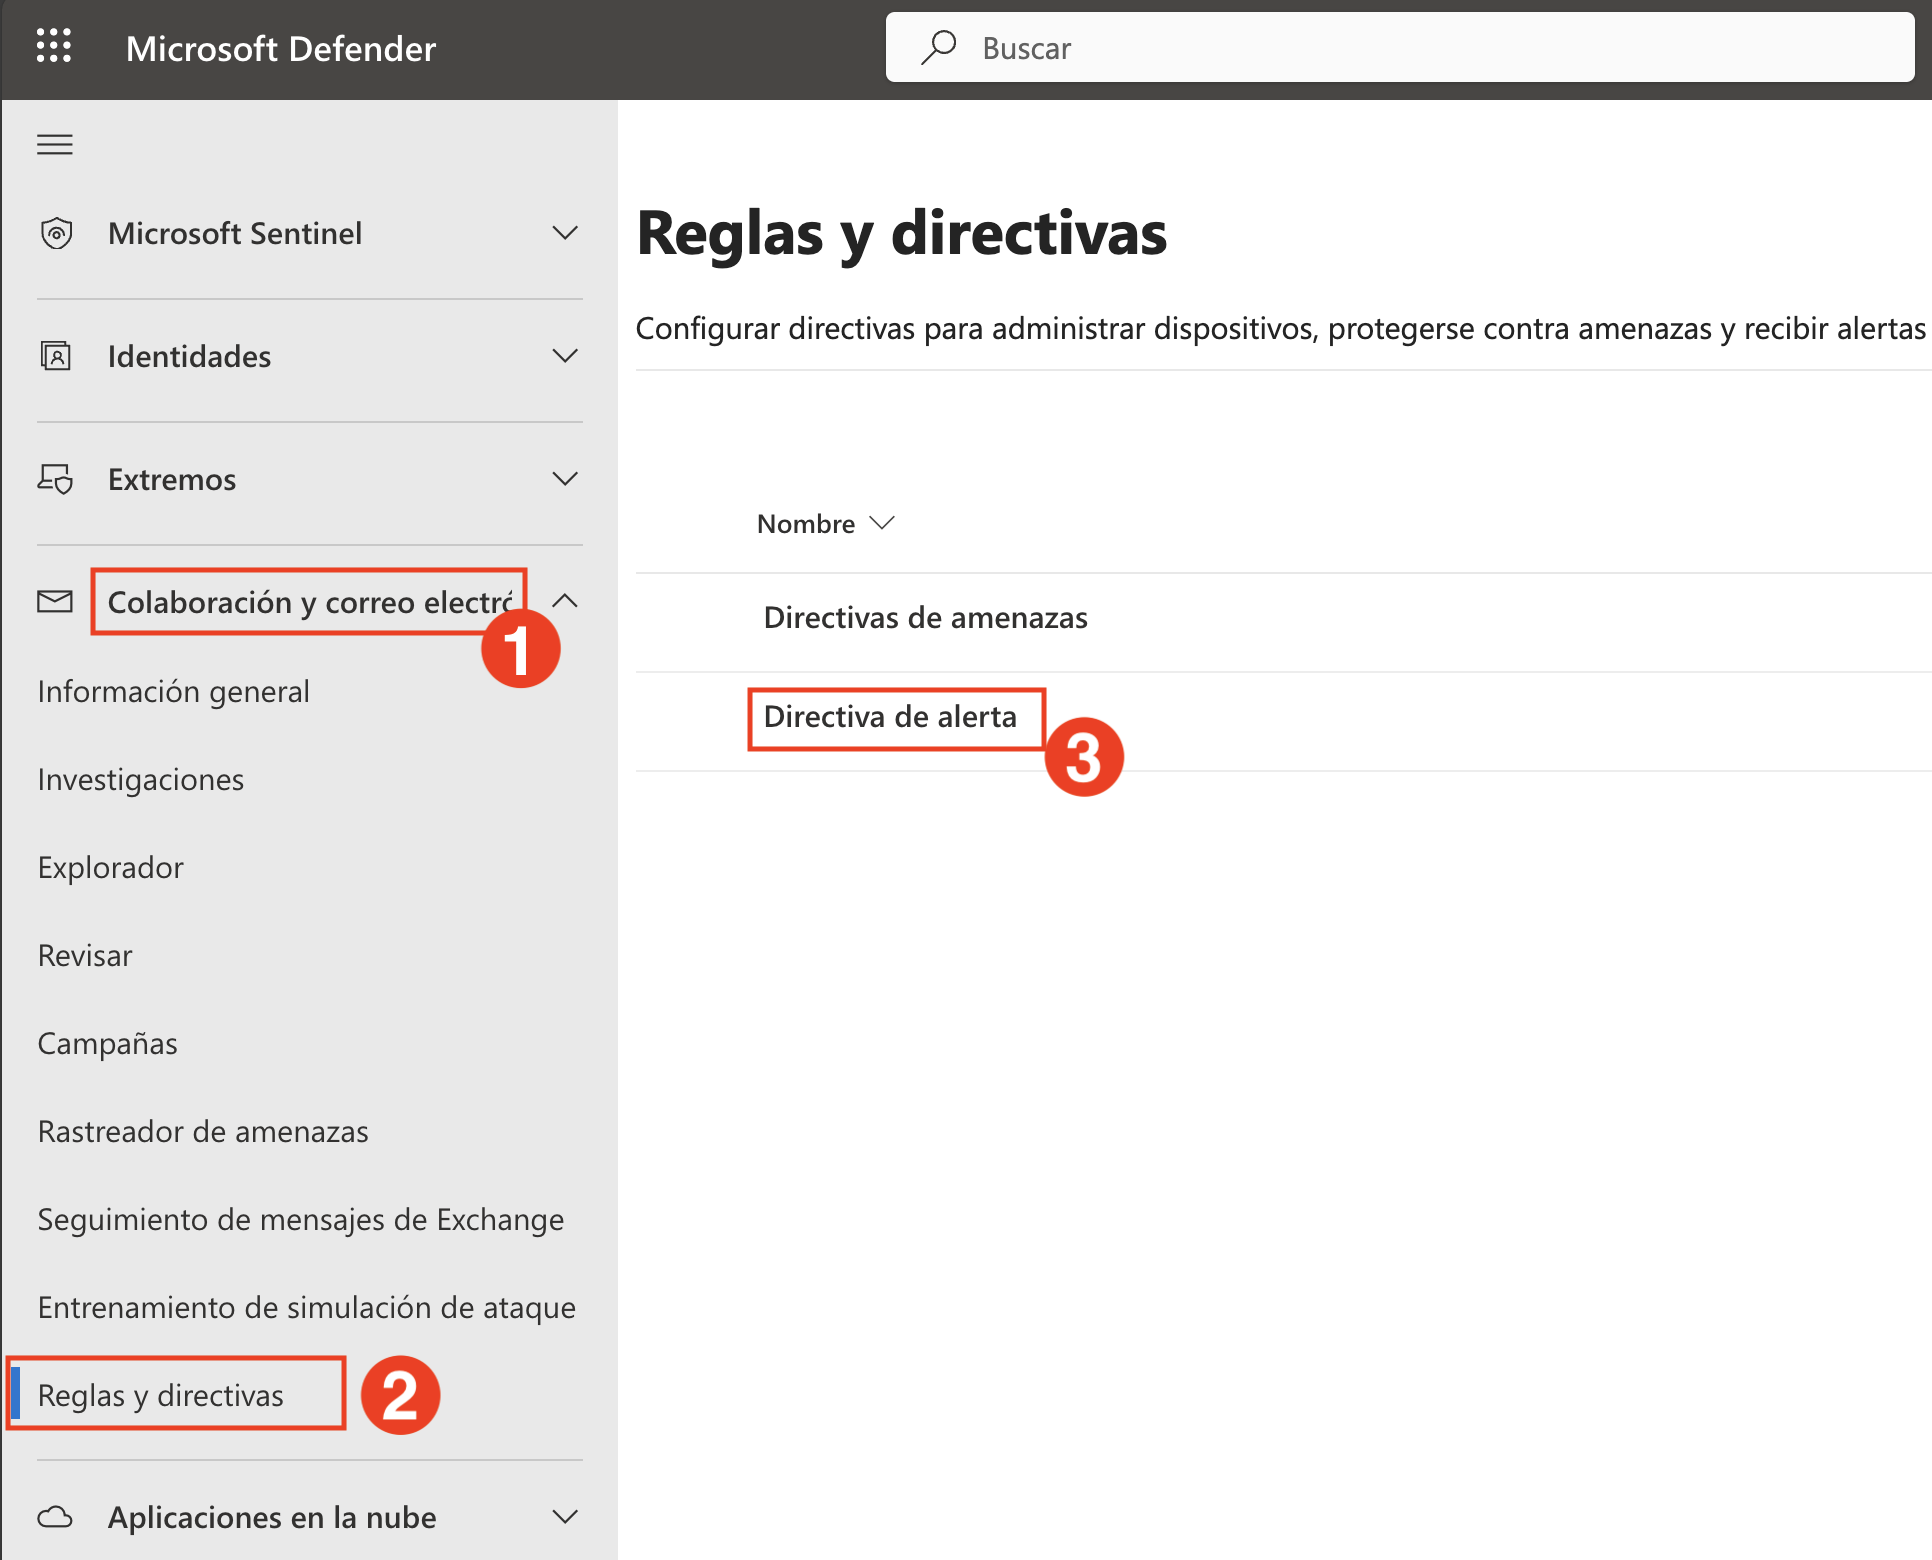 Microsoft Defender
Buscar
Microsoft Sentinel
Identidades
Extremos
Colaboración y correo electró
1
Información general
Investigaciones
Explorador
Revisar
Campañas
Rastreador de amenazas
Seguimiento de mensajes de Exchange
Entrenamiento de simulación de ataque
Reglas y directivas
2
Aplicaciones en la nube
Reglas y directivas
Configurar directivas para administrar dispositivos, protegerse contra amenazas y recibir alertas
Nombre
Directivas de amenazas
Directiva de alerta
3